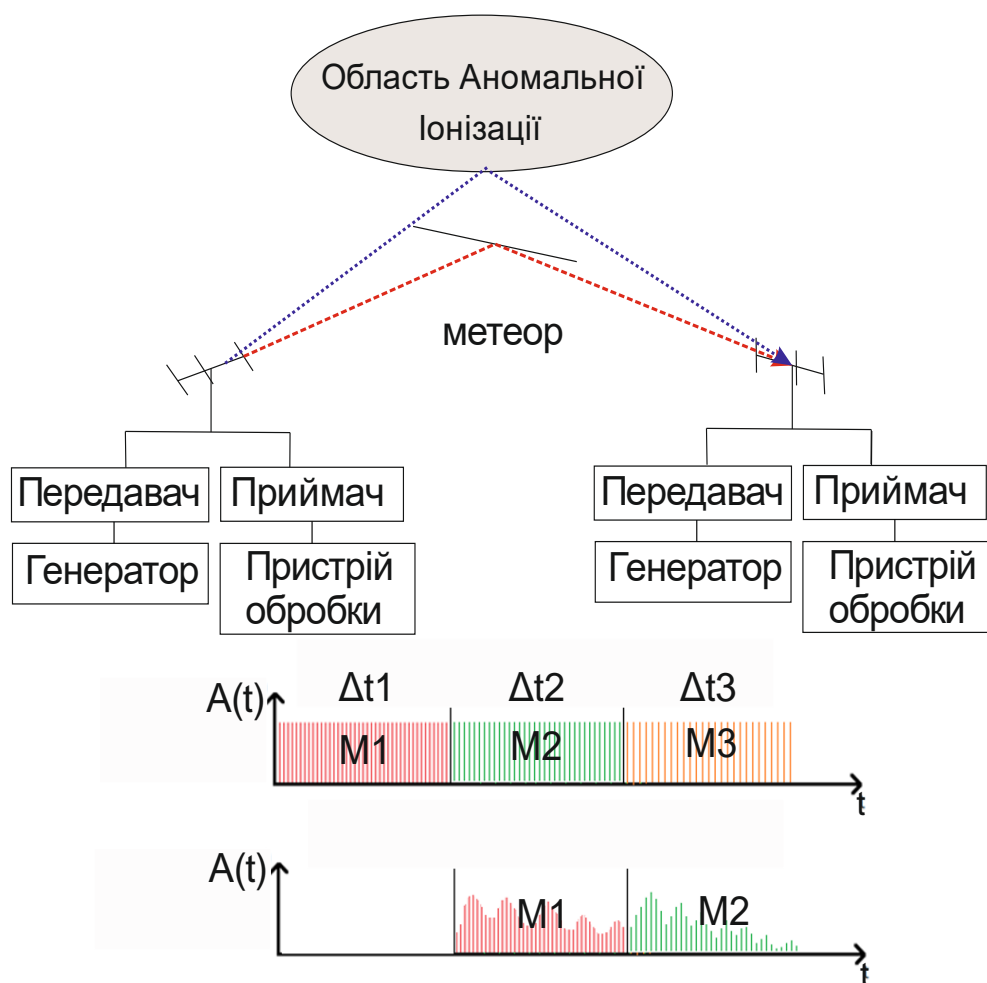 Область Аномальної
Іонізації
метеор
Передавач
Приймач
Передавач
Приймач
Генератор
Пристрій
обробки
Генератор
Пристрій
обробки
Δt1
Δt2
Δt3
A(t)
M1
M2
M3
t
A(t)
M1
M2
t